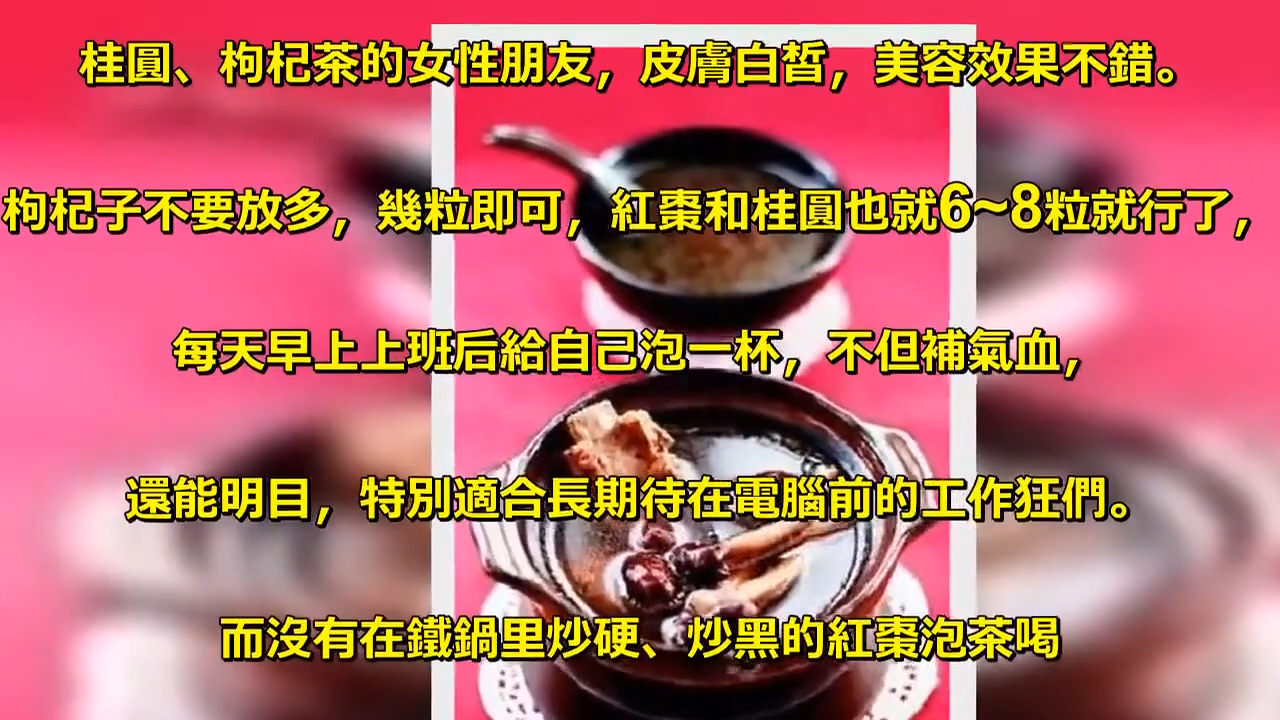 桂圓、枸杞茶的女性朋友，皮膚白皙，美容效果不錯。
枸杞子不要放多，幾粒即可，紅棗和桂圓也就6~8粒就行了，
每天早上上班后給自己泡一杯，不但補氣血，
還能明目，特別適合長期待在電腦前的工作狂們。
而沒有在鐵鍋里炒硬、炒黑的紅棗泡茶喝